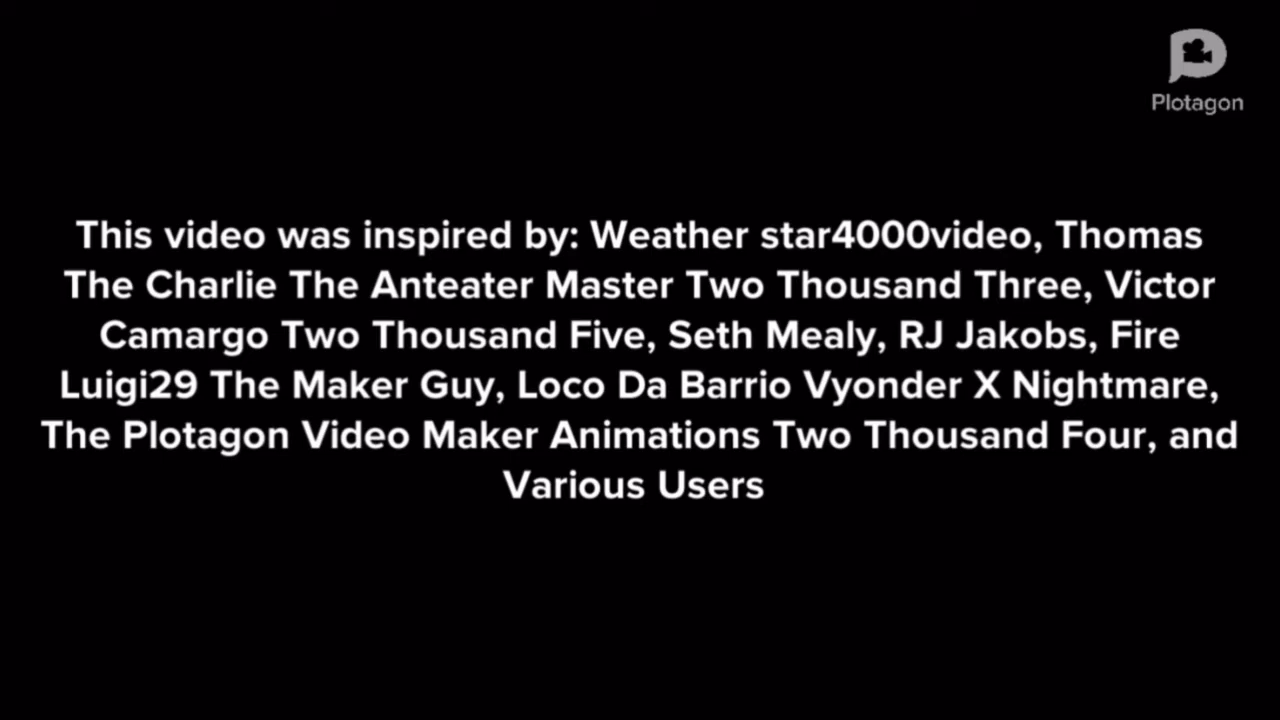 Plotagon
This video was inspired by: Weather star4000video, Thomas
The Charlie The Anteater Master Two Thousand Three, Victor
Camargo Two Thousand Five, Seth Mealy, RJ Jakobs, Fire
Luigi29 The Maker Guy, Loco Da Barrio Vyonder X Nightmare,
The Plotagon Video Maker Animations Two Thousand Four, and
Various Users